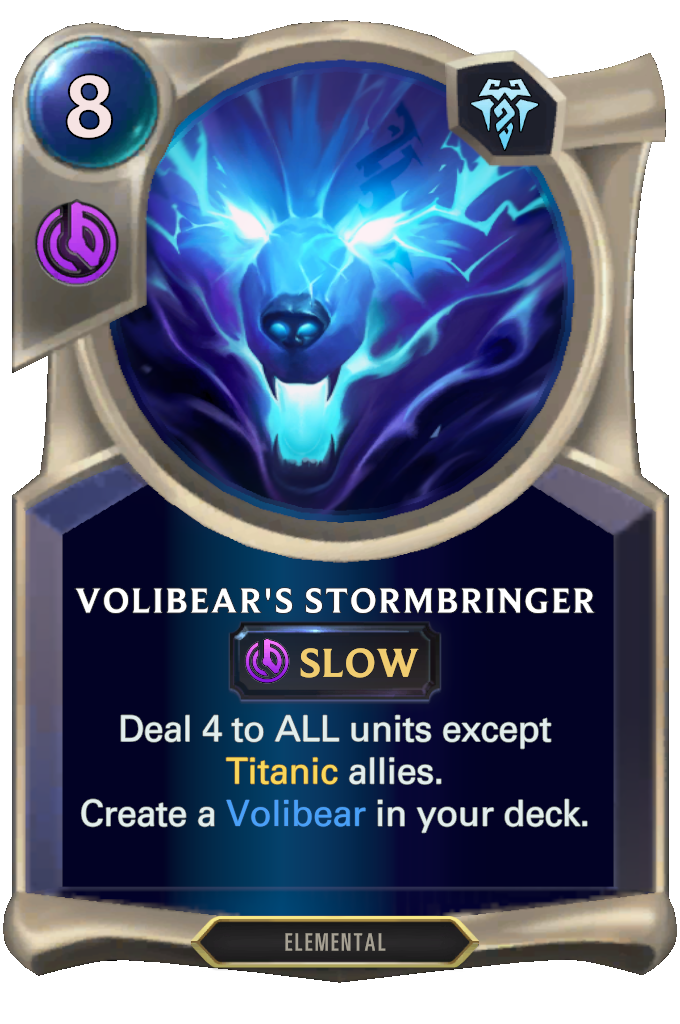 8
VOLIBEAR'S STORMBRINGER
SLOW
Deal 4 to ALL units except
Titanic allies.
Create a Volibear in your deck.
ELEMENTAL